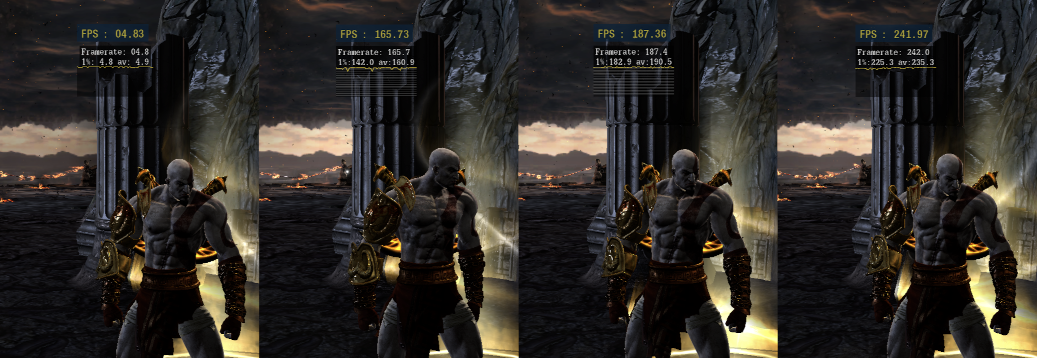 FPS : 04.83
Framerate: 04.8
1%: 4.8 av: 4.9
FPS : 165.73
Framerate: 165.7
1%:142.0 av:160.9
FPS : 187.36
Framerate: 187.4
1%:182.9 av:190.5
FPS : 241.97
Framerate: 242.0
1%:225.3 av:235.3